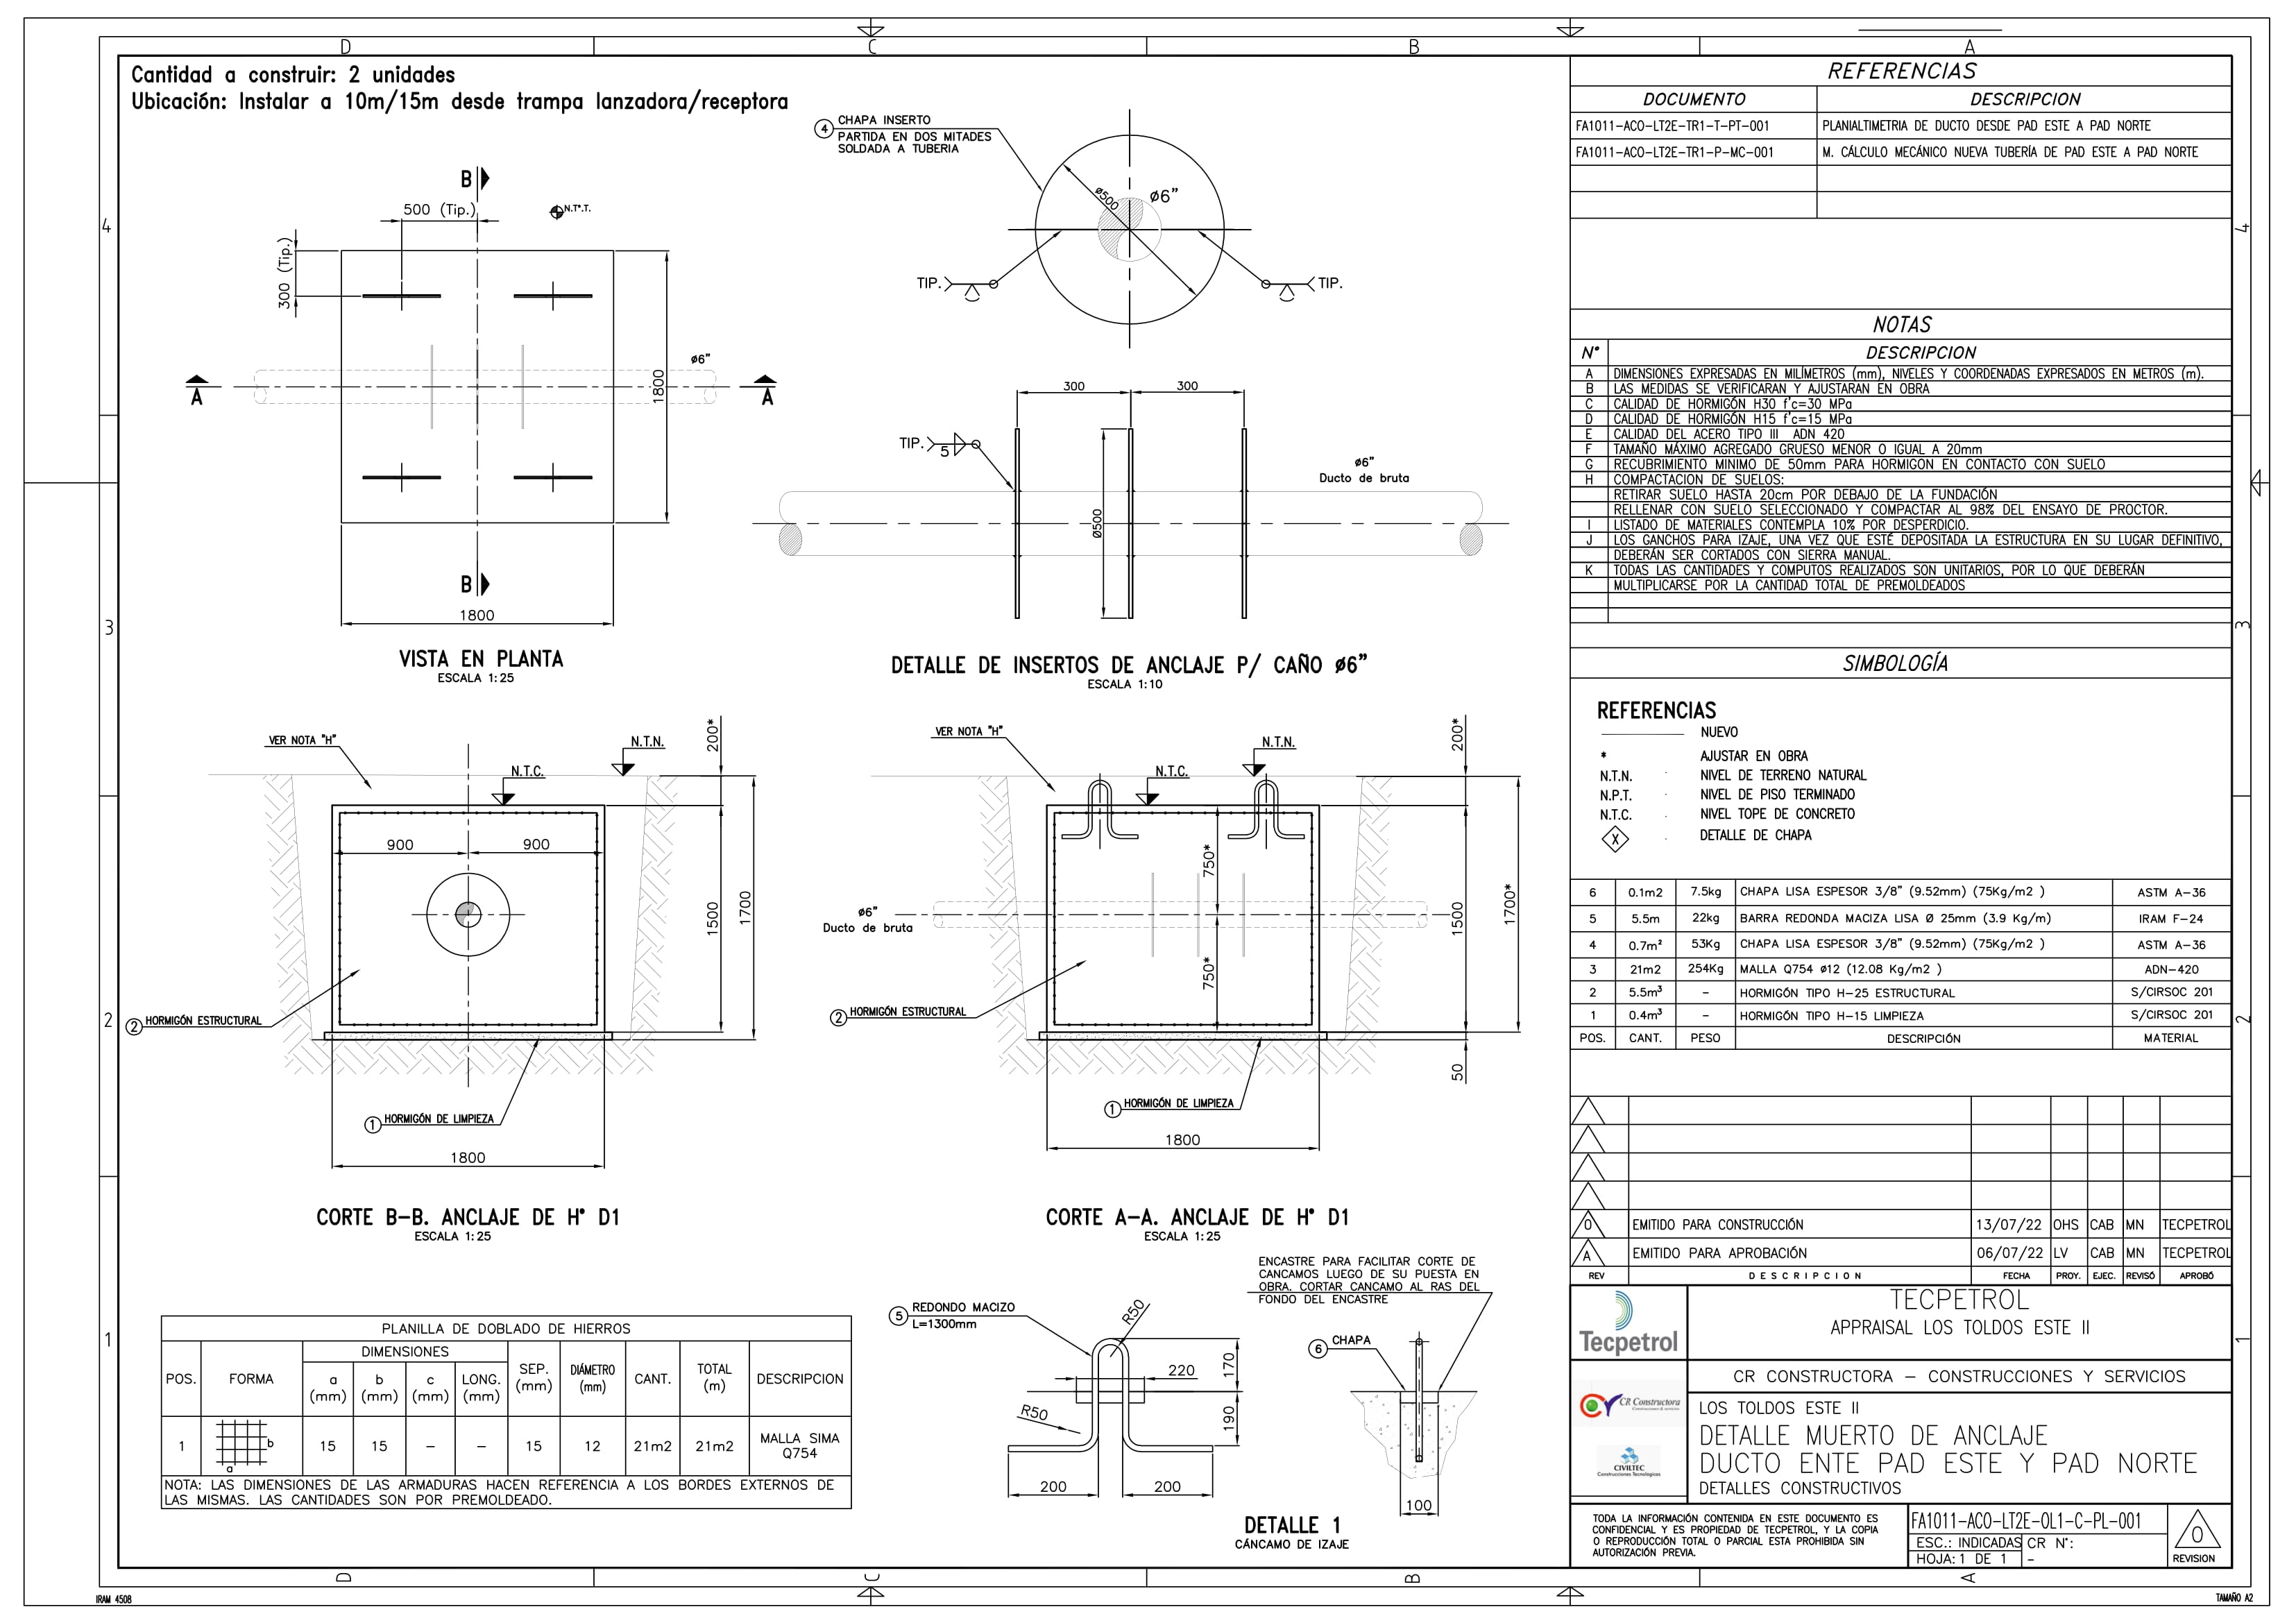 D
C
B
A
Cantidad a construir: 2 unidades
Ubicación: Instalar a 10m/15m desde trampa lanzadora/receptora
4
3
2
1
B
500 (Tip.)
N.T°.T.
300 (Tip.)
ø6"
1800
A
A
B
1800
VISTA EN PLANTA
ESCALA 1:25
4
CHAPA INSERTO
PARTIDA EN DOS MITADES
SOLDADA A TUBERIA
ø500
ø6"
TIP.
TIP.
300
300
TIP.
5
ø500
ø6"
Ducto de bruta
DETALLE DE INSERTOS DE ANCLAJE P/ CAÑO ø6"
ESCALA 1:10
VER NOTA "H"
N.T.N.
N.T.C.
200*
900
900
1500
1700
2 HORMIGÓN ESTRUCTURAL
1 HORMIGÓN DE LIMPIEZA
1800
CORTE B-B. ANCLAJE DE H° D1
ESCALA 1:25
VER NOTA "H"
N.T.N.
N.T.C.
200*
750*
750*
1500
1700*
50
ø6"
Ducto de bruta
2 HORMIGÓN ESTRUCTURAL
1 HORMIGÓN DE LIMPIEZA
1800
CORTE A-A. ANCLAJE DE H° D1
ESCALA 1:25
PLANILLA DE DOBLADO DE HIERROS
POS. FORMA DIMENSIONES SEP. (mm) DIÁMETRO (mm) CANT. TOTAL (m) DESCRIPCION
a (mm) b (mm) c (mm) LONG. (mm)
1 b a 15 15 - - 15 12 21m2 21m2 MALLA SIMA Q754
NOTA: LAS DIMENSIONES DE LAS ARMADURAS HACEN REFERENCIA A LOS BORDES EXTERNOS DE
LAS MISMAS. LAS CANTIDADES SON POR PREMOLDEADO.
5 REDONDO MACIZO
L=1300mm
R50
220
170
190
R50
200
200
ENCASTRE PARA FACILITAR CORTE DE
CANCAMOS LUEGO DE SU PUESTA EN
OBRA. CORTAR CANCAMO AL RAS DEL
FONDO DEL ENCASTRE
6 CHAPA
100
DETALLE 1
CÁNCAMO DE IZAJE
REFERENCIAS
DOCUMENTO DESCRIPCION
FA1011-ACO-LT2E-TR1-T-PT-001 PLANIALTIMETRIA DE DUCTO DESDE PAD ESTE A PAD NORTE
FA1011-ACO-LT2E-TR1-P-MC-001 M. CÁLCULO MECÁNICO NUEVA TUBERÍA DE PAD ESTE A PAD NORTE
NOTAS
N° DESCRIPCION
A DIMENSIONES EXPRESADAS EN MILÍMETROS (mm), NIVELES Y COORDENADAS EXPRESADOS EN METROS (m).
B LAS MEDIDAS SE VERIFICARAN Y AJUSTARAN EN OBRA
C CALIDAD DE HORMIGÓN H30 f'c=30 MPa
D CALIDAD DE HORMIGÓN H15 f'c=15 MPa
E CALIDAD DEL ACERO TIPO III ADN 420
F TAMAÑO MÁXIMO AGREGADO GRUESO MENOR O IGUAL A 20mm
G RECUBRIMIENTO MINIMO DE 50mm PARA HORMIGON EN CONTACTO CON SUELO
H COMPACTACION DE SUELOS:
RETIRAR SUELO HASTA 20cm POR DEBAJO DE LA FUNDACIÓN
RELLENAR CON SUELO SELECCIONADO Y COMPACTAR AL 98% DEL ENSAYO DE PROCTOR.
I LISTADO DE MATERIALES CONTEMPLA 10% POR DESPERDICIO.
J LOS GANCHOS PARA IZAJE, UNA VEZ QUE ESTÉ DEPOSITADA LA ESTRUCTURA EN SU LUGAR DEFINITIVO,
DEBERÁN SER CORTADOS CON SIERRA MANUAL.
K TODAS LAS CANTIDADES Y COMPUTOS REALIZADOS SON UNITARIOS, POR LO QUE DEBERÁN
MULTIPLICARSE POR LA CANTIDAD TOTAL DE PREMOLDEADOS
SIMBOLOGÍA
REFERENCIAS
NUEVO
* AJUSTAR EN OBRA
N.T.N. NIVEL DE TERRENO NATURAL
N.P.T. NIVEL DE PISO TERMINADO
N.T.C. NIVEL TOPE DE CONCRETO
X DETALLE DE CHAPA
6 0.1m2 7.5kg CHAPA LISA ESPESOR 3/8" (9.52mm) (75Kg/m2 ) ASTM A-36
5 5.5m 22kg BARRA REDONDA MACIZA LISA Ø 25mm (3.9 Kg/m) IRAM F-24
4 0.7m² 53Kg CHAPA LISA ESPESOR 3/8" (9.52mm) (75Kg/m2 ) ASTM A-36
3 21m2 254Kg MALLA Q754 ø12 (12.08 Kg/m2 ) ADN-420
2 5.5m³ - HORMIGÓN TIPO H-25 ESTRUCTURAL S/CIRSOC 201
1 0.4m³ - HORMIGÓN TIPO H-15 LIMPIEZA S/CIRSOC 201
POS. CANT. PESO DESCRIPCIÓN MATERIAL
0 EMITIDO PARA CONSTRUCCIÓN 13/07/22 OHS CAB MN TECPETROL
A EMITIDO PARA APROBACIÓN 06/07/22 LV CAB MN TECPETROL
REV DESCRIPCION FECHA PROY. EJEC. REVISÓ APROBÓ
Tecpetrol
TECPETROL
APPRAISAL LOS TOLDOS ESTE II
CR Constructora
Construcciones & servicios
CR CONSTRUCTORA - CONSTRUCCIONES Y SERVICIOS
CIVILTEC
Construcciones Tecnológicas
LOS TOLDOS ESTE II
DETALLE MUERTO DE ANCLAJE
DUCTO ENTE PAD ESTE Y PAD NORTE
DETALLES CONSTRUCTIVOS
TODA LA INFORMACIÓN CONTENIDA EN ESTE DOCUMENTO ES
CONFIDENCIAL Y ES PROPIEDAD DE TECPETROL, Y LA COPIA
O REPRODUCCIÓN TOTAL O PARCIAL ESTA PROHIBIDA SIN
AUTORIZACIÓN PREVIA.
FA1011-ACO-LT2E-OL1-C-PL-001
ESC.: INDICADAS CR N°:
HOJA: 1 DE 1 -
0
REVISION
4
3
2
1
D
C
B
A
IRAM 4508
TAMAÑO A2